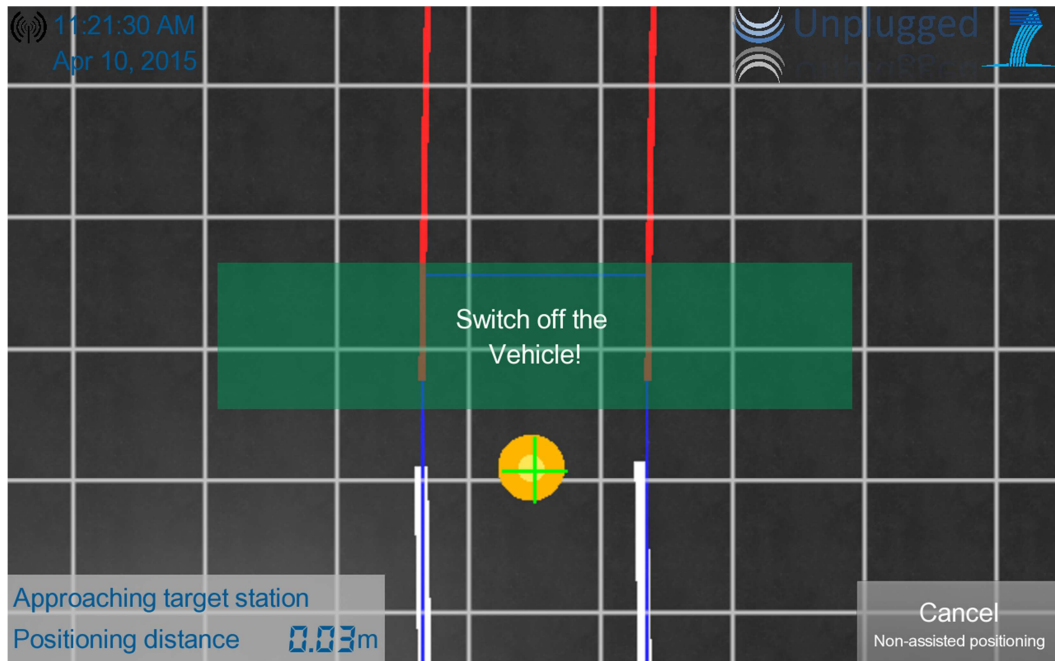 11:21:30 AM
Apr 10, 2015
Unplugged
7
Switch off the
Vehicle!
Approaching target station
Positioning distance 0.03m
Cancel
Non-assisted positioning